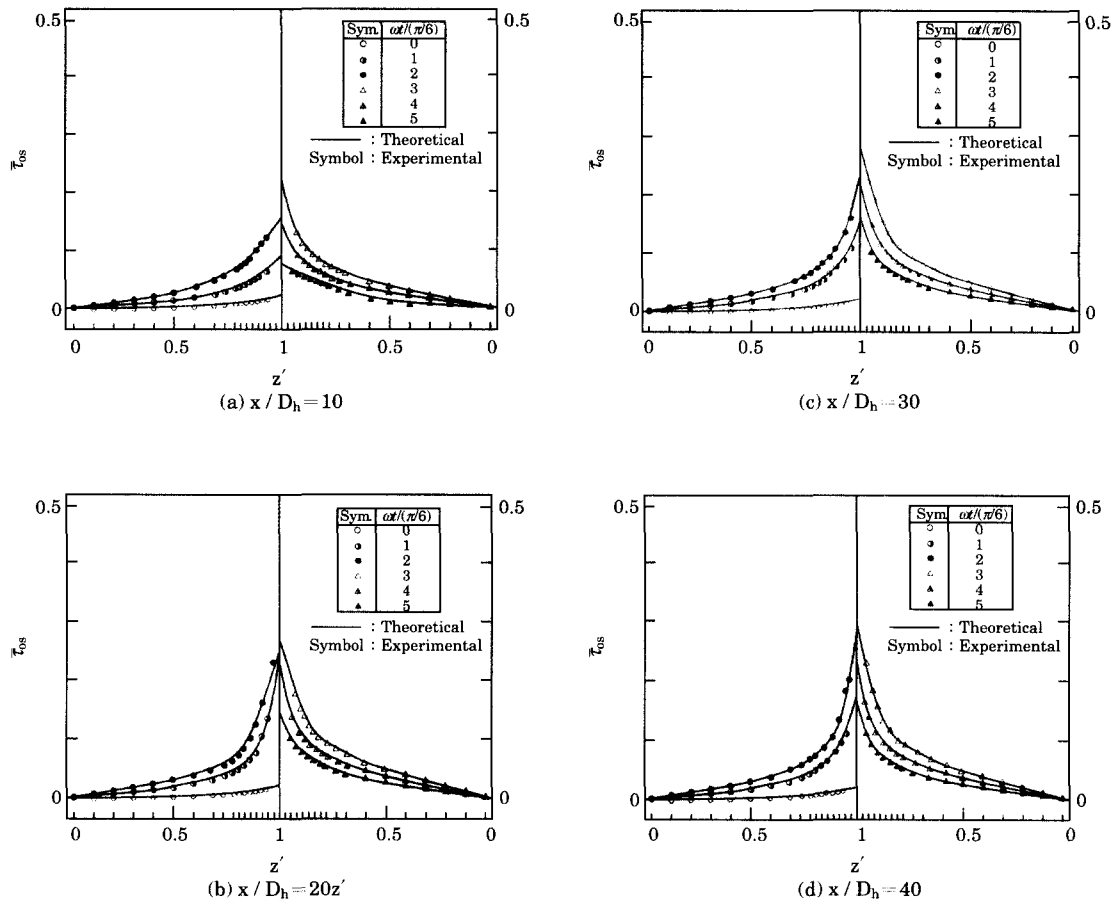 0.5
0.5
Sym. ωt/(π/6)
0
1
2
3
4
5
: Theoretical
Symbol : Experimental
τ̄os
0
0
0
0.5
1
0.5
0
z′
(a) x / Dh=10
0.5
0.5
Sym. ωt/(π/6)
0
1
2
3
4
5
: Theoretical
Symbol : Experimental
τ̄os
0
0
0
0.5
1
0.5
0
z′
(c) x / Dh=30
0.5
0.5
Sym. ωt/(π/6)
0
1
2
3
4
5
: Theoretical
Symbol : Experimental
τ̄os
0
0
0
0.5
1
0.5
0
z′
(b) x / Dh=20z′
0.5
0.5
Sym. ωt/(π/6)
0
1
2
3
4
5
: Theoretical
Symbol : Experimental
τ̄os
0
0
0
0.5
1
0.5
0
z′
(d) x / Dh=40